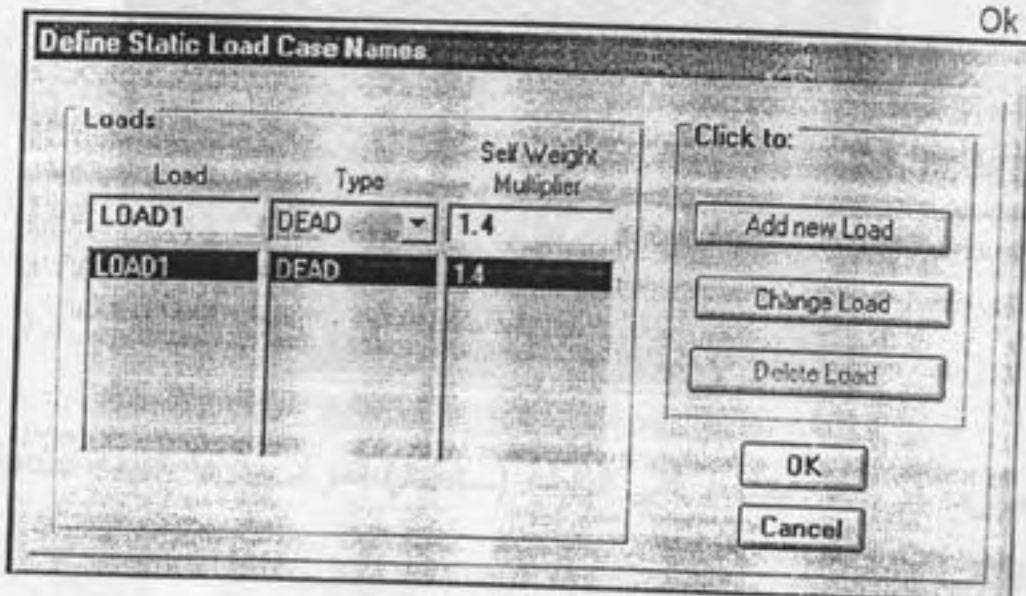 Ok
Define Static Load Case Names
Loads
Load
Type
Self Weight
Multiplier
LOAD1
DEAD
1.4
LOAD1
DEAD
1.4
Click to:
Add new Load
Change Load
Delete Load
OK
Cancel